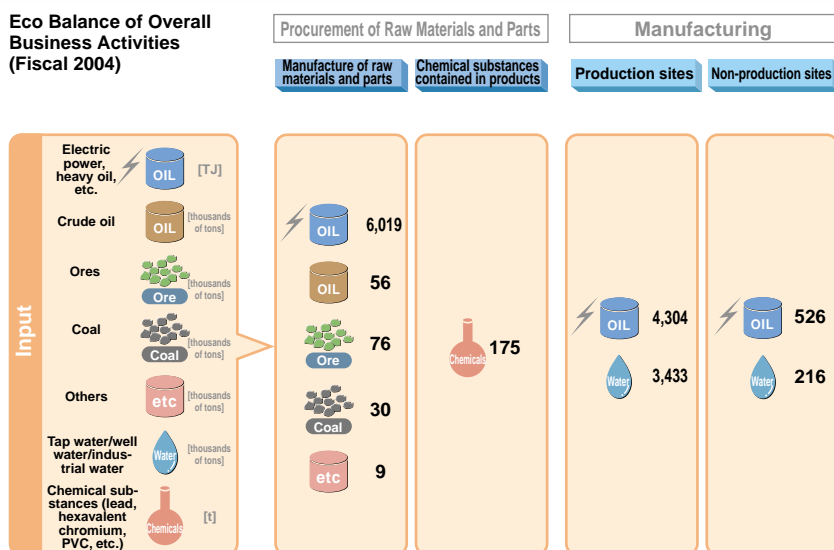 Eco Balance of Overall
Business Activities
(Fiscal 2004)
Procurement of Raw Materials and Parts
Manufacturing
Manufacture of raw
materials and parts
Chemical substances
contained in products
Production sites
Non-production sites
Input
Electric
power,
heavy oil,
etc.
OIL
[TJ]
Crude oil
OIL
[thousands
of tons]
Ores
Ore
[thousands
of tons]
Coal
Coal
[thousands
of tons]
Others
etc
[thousands
of tons]
Tap water/well
water/indus-
trial water
Water
[thousands
of tons]
Chemical sub-
stances (lead,
hexavalent
chromium,
PVC, etc.)
Chemicals
[t]
OIL
6,019
OIL
56
Ore
76
Coal
30
etc
9
Chemicals
175
OIL
4,304
Water
3,433
OIL
526
Water
216